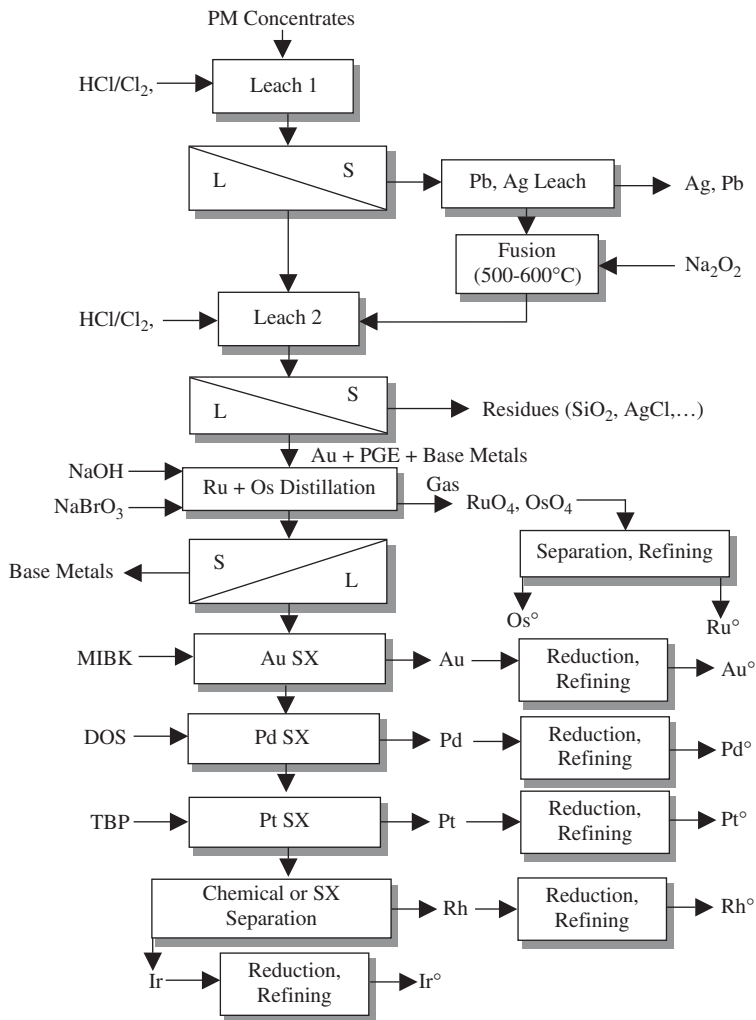 PM Concentrates
HCl/Cl2,
Leach 1
L
S
Pb, Ag Leach
Ag, Pb
Fusion
(500-600°C)
Na2O2
HCl/Cl2,
Leach 2
L
S
Residues (SiO2, AgCl,…)
Au + PGE + Base Metals
NaOH
NaBrO3
Ru + Os Distillation
Gas
RuO4, OsO4
Separation, Refining
Os°
Ru°
Base Metals
S
L
MIBK
Au SX
Au
Reduction,
Refining
Au°
DOS
Pd SX
Pd
Reduction,
Refining
Pd°
TBP
Pt SX
Pt
Reduction,
Refining
Pt°
Chemical or SX
Separation
Rh
Reduction,
Refining
Rh°
Ir
Reduction,
Refining
Ir°